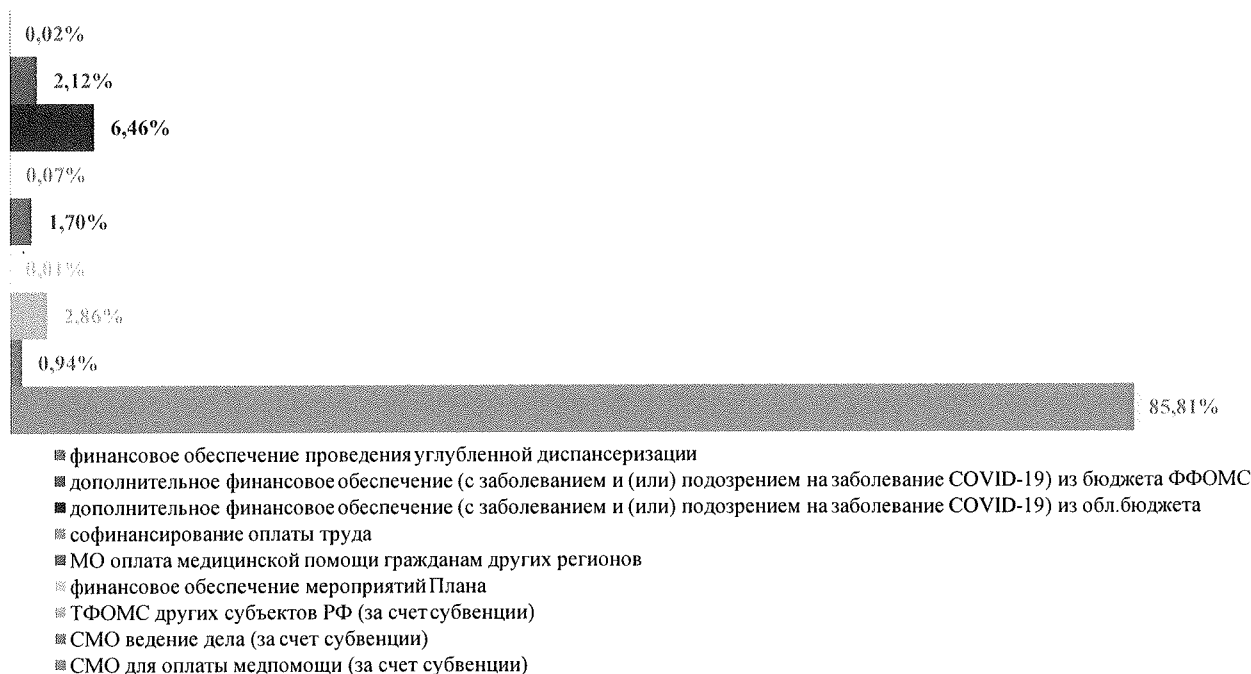 0,02%
2,12%
6,46%
0,07%
1,70%
0,01%
2,86%
0,94%
85,81%
финансовое обеспечение проведения углубленной диспансеризации
дополнительное финансовое обеспечение (с заболеванием и (или) подозрением на заболевание COVID-19) из бюджета ФФОМС
дополнительное финансовое обеспечение (с заболеванием и (или) подозрением на заболевание COVID-19) из обл.бюджета
софинансирование оплаты труда
МО оплата медицинской помощи гражданам других регионов
финансовое обеспечение мероприятий Плана
ТФОМС других субъектов РФ (за счет субвенции)
СМО ведение дела (за счет субвенции)
СМО для оплаты медпомощи (за счет субвенции)